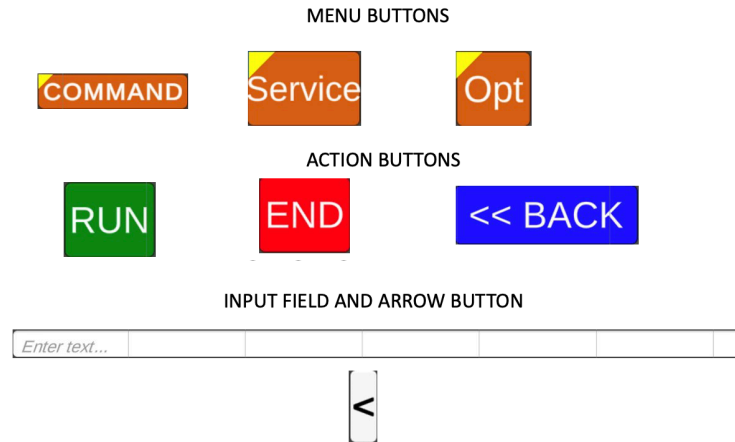 MENU BUTTONS
COMMAND
Service
Opt
ACTION BUTTONS
RUN
END
<< BACK
INPUT FIELD AND ARROW BUTTON
Enter text...
<